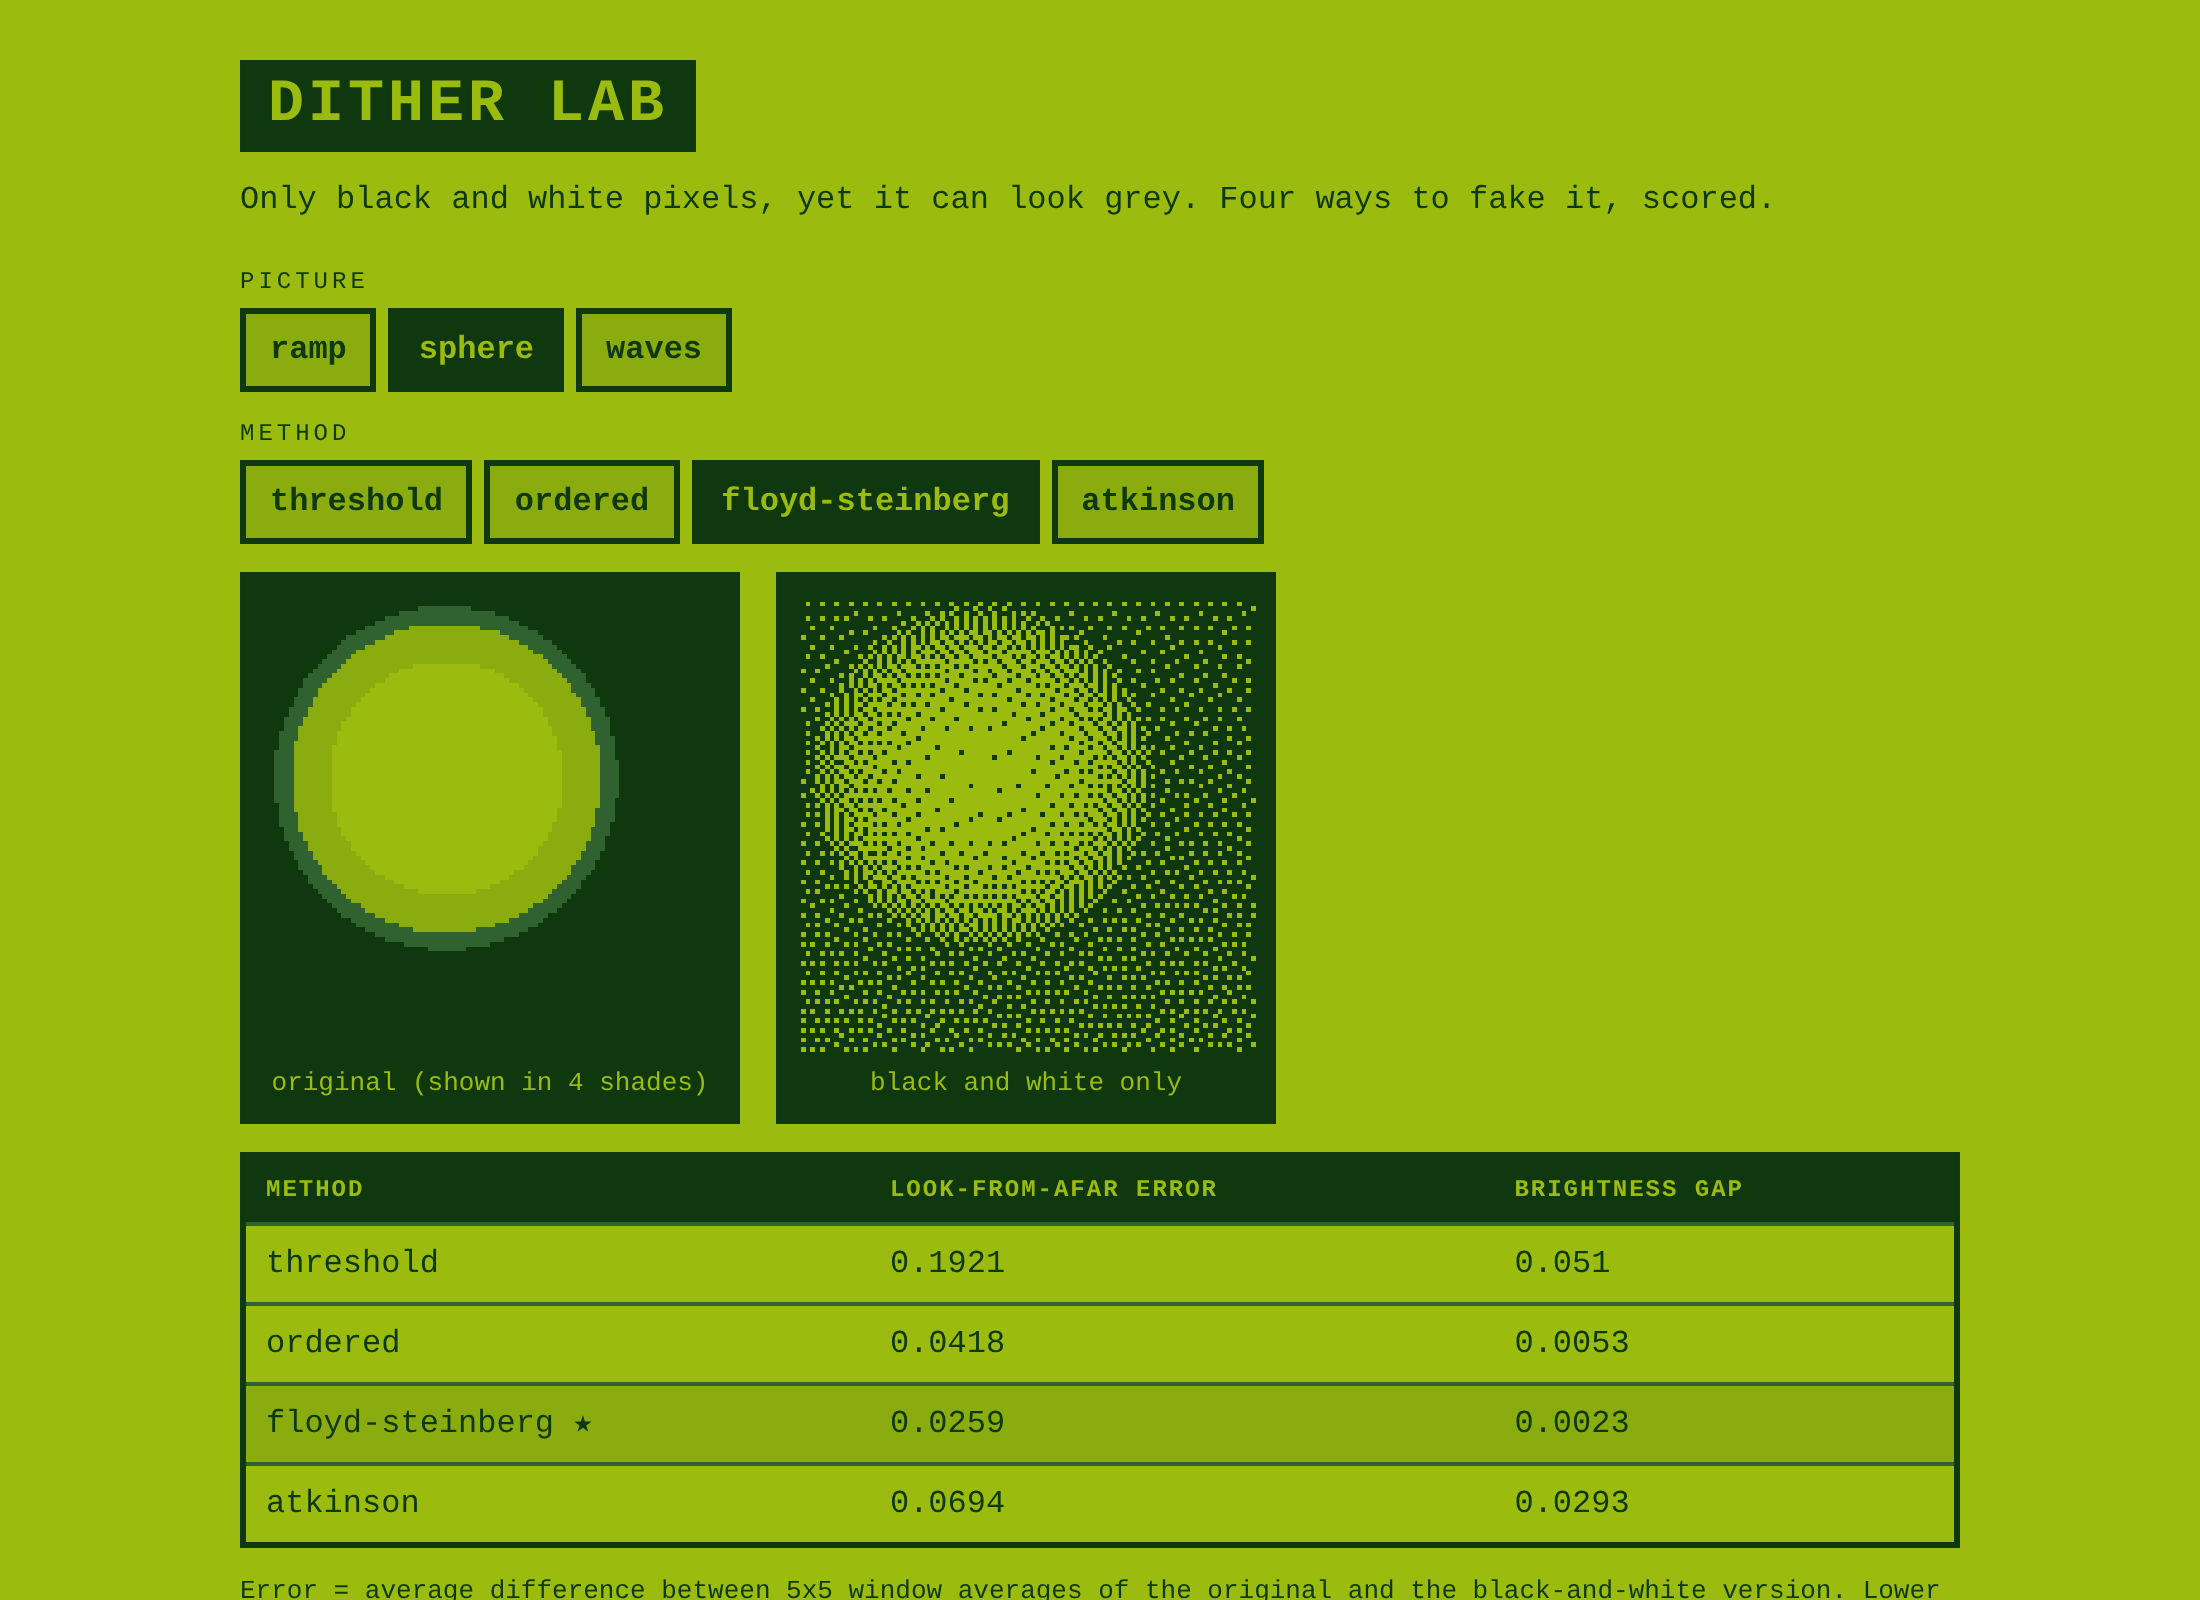 DITHER LAB
Only black and white pixels, yet it can look grey. Four ways to fake it, scored.
PICTURE
ramp sphere waves
METHOD
threshold ordered floyd-steinberg atkinson
original (shown in 4 shades) black and white only
METHOD LOOK-FROM-AFAR ERROR BRIGHTNESS GAP
threshold 0.1921 0.051
ordered 0.0418 0.0053
floyd-steinberg ★ 0.0259 0.0023
atkinson 0.0694 0.0293
Error = average difference between 5x5 window averages of the original and the black-and-white version. Lower